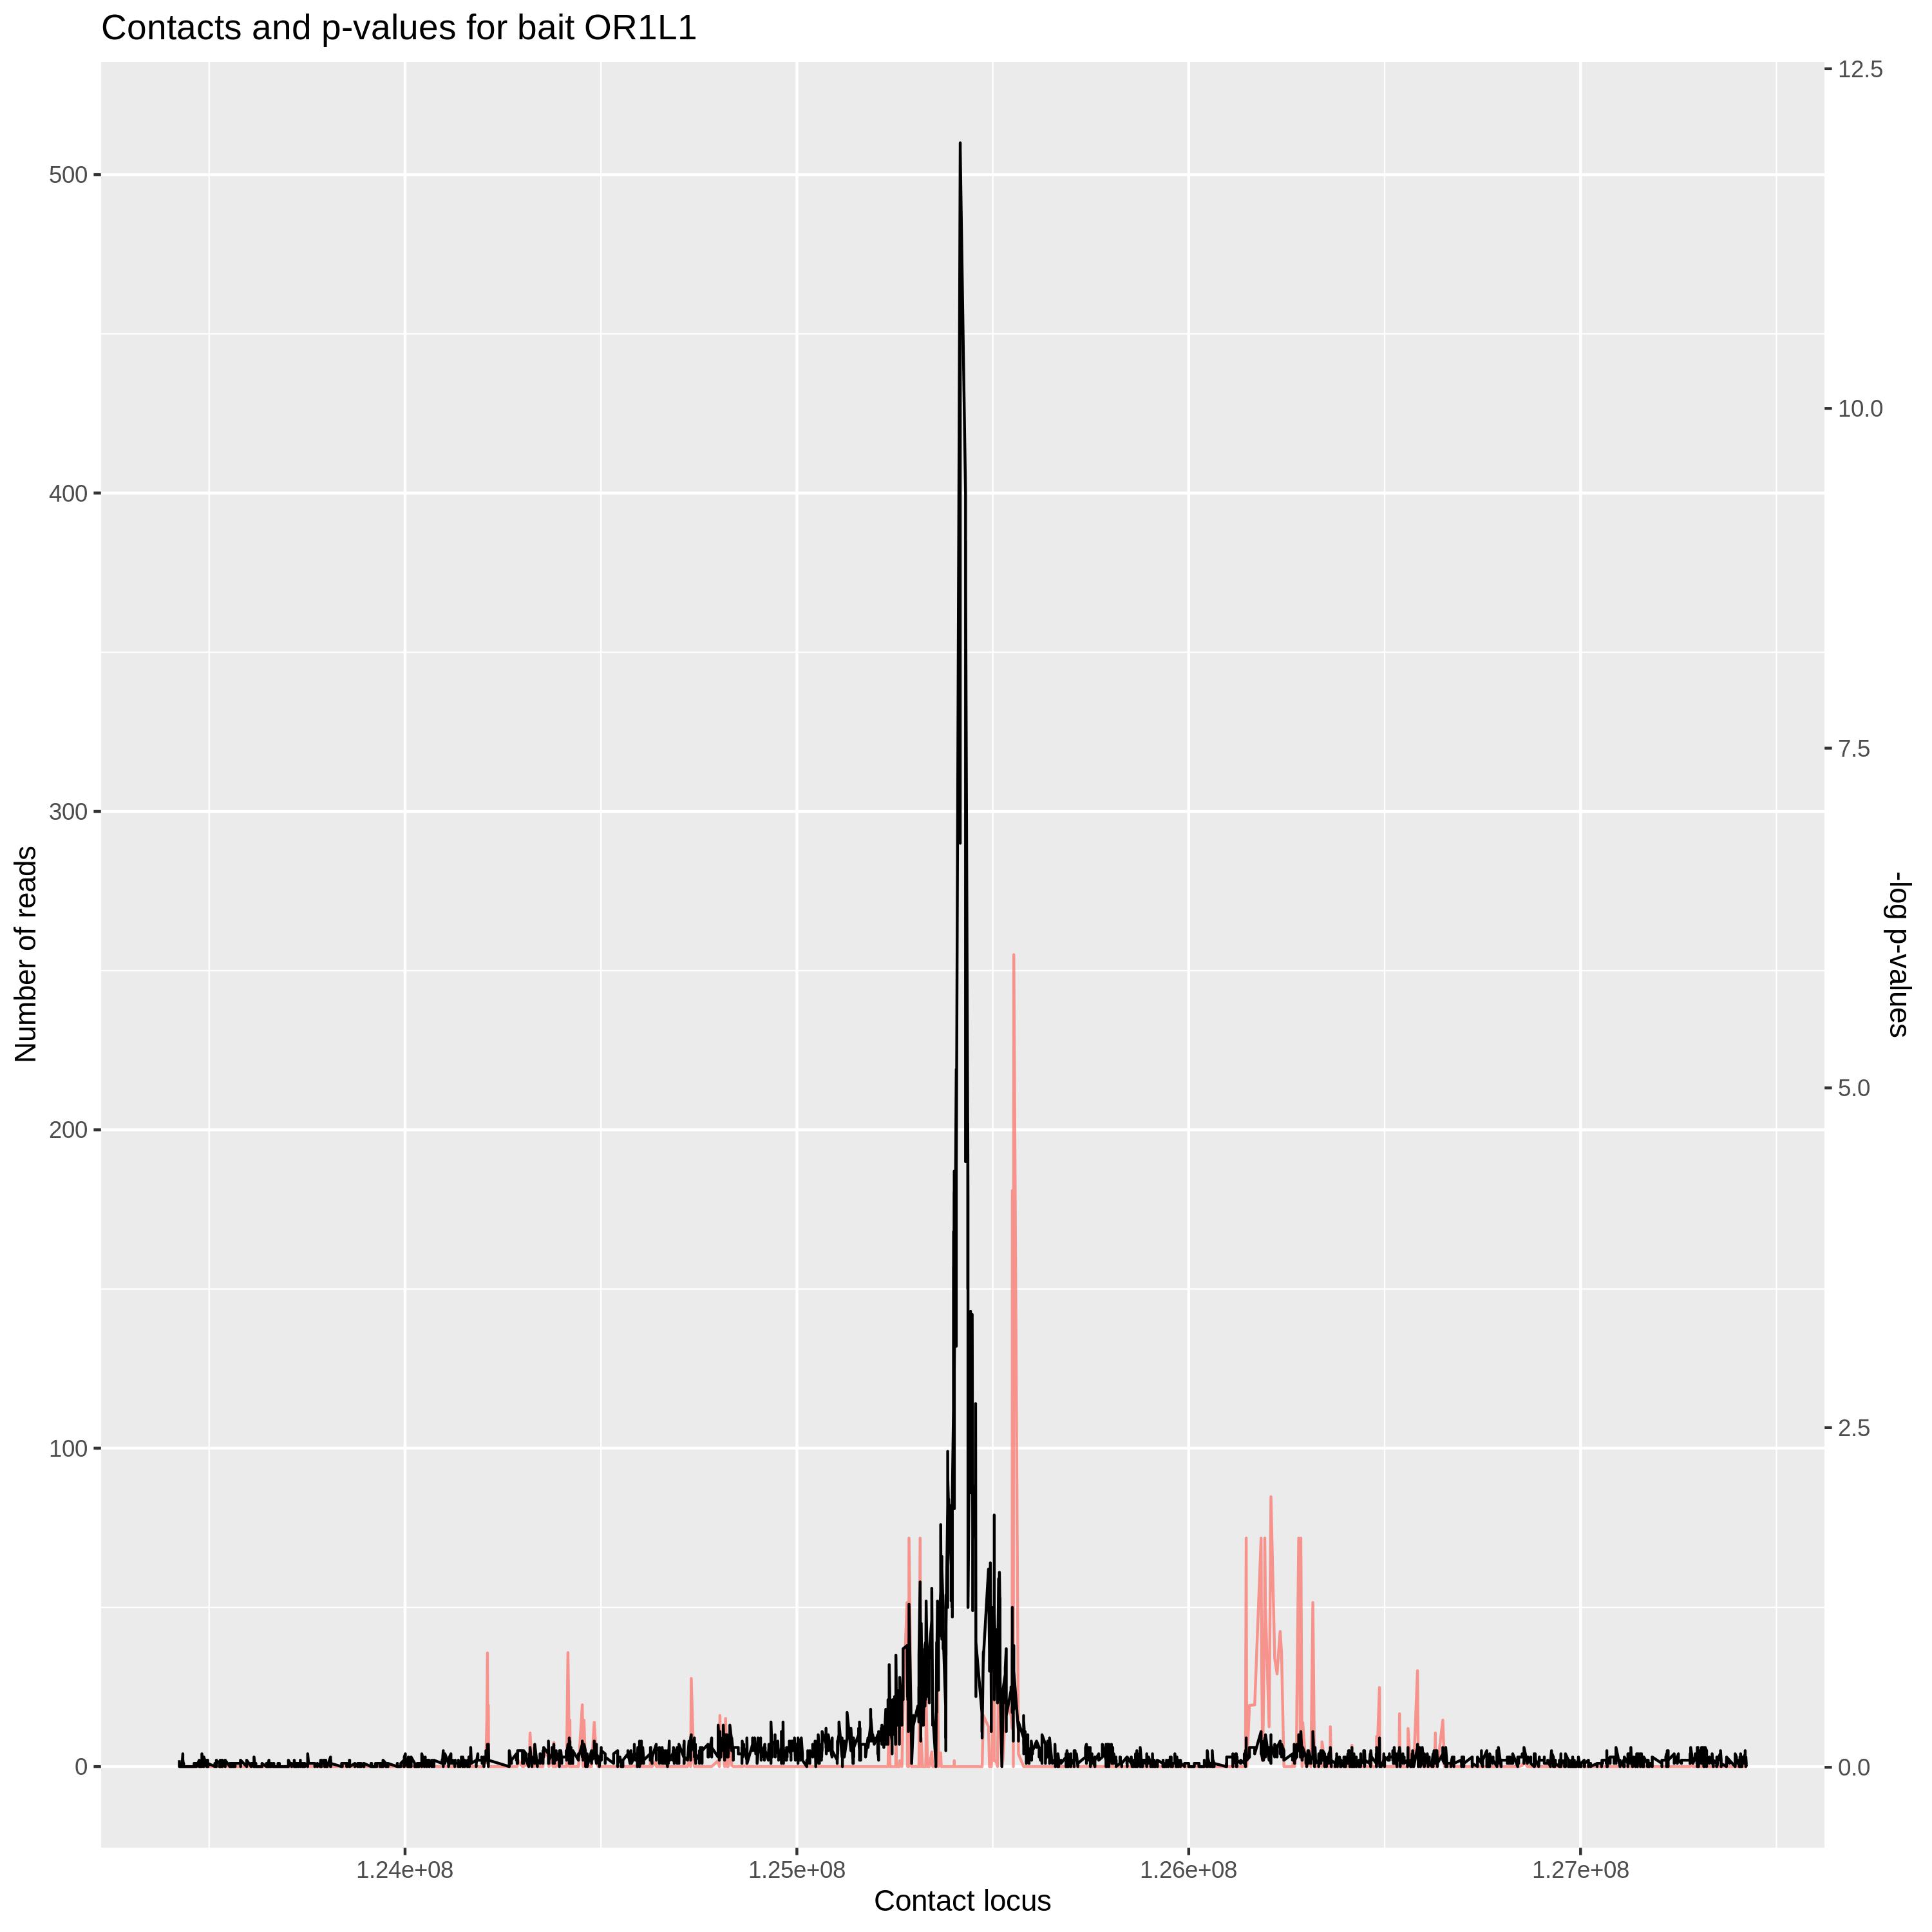 Contacts and p-values for bait OR1L1
12.5
500
10.0
400
7.5
300
Number of reads
-log p-values
5.0
200
2.5
100
0
0.0
1.24e+08
1.25e+08
1.26e+08
1.27e+08
Contact locus